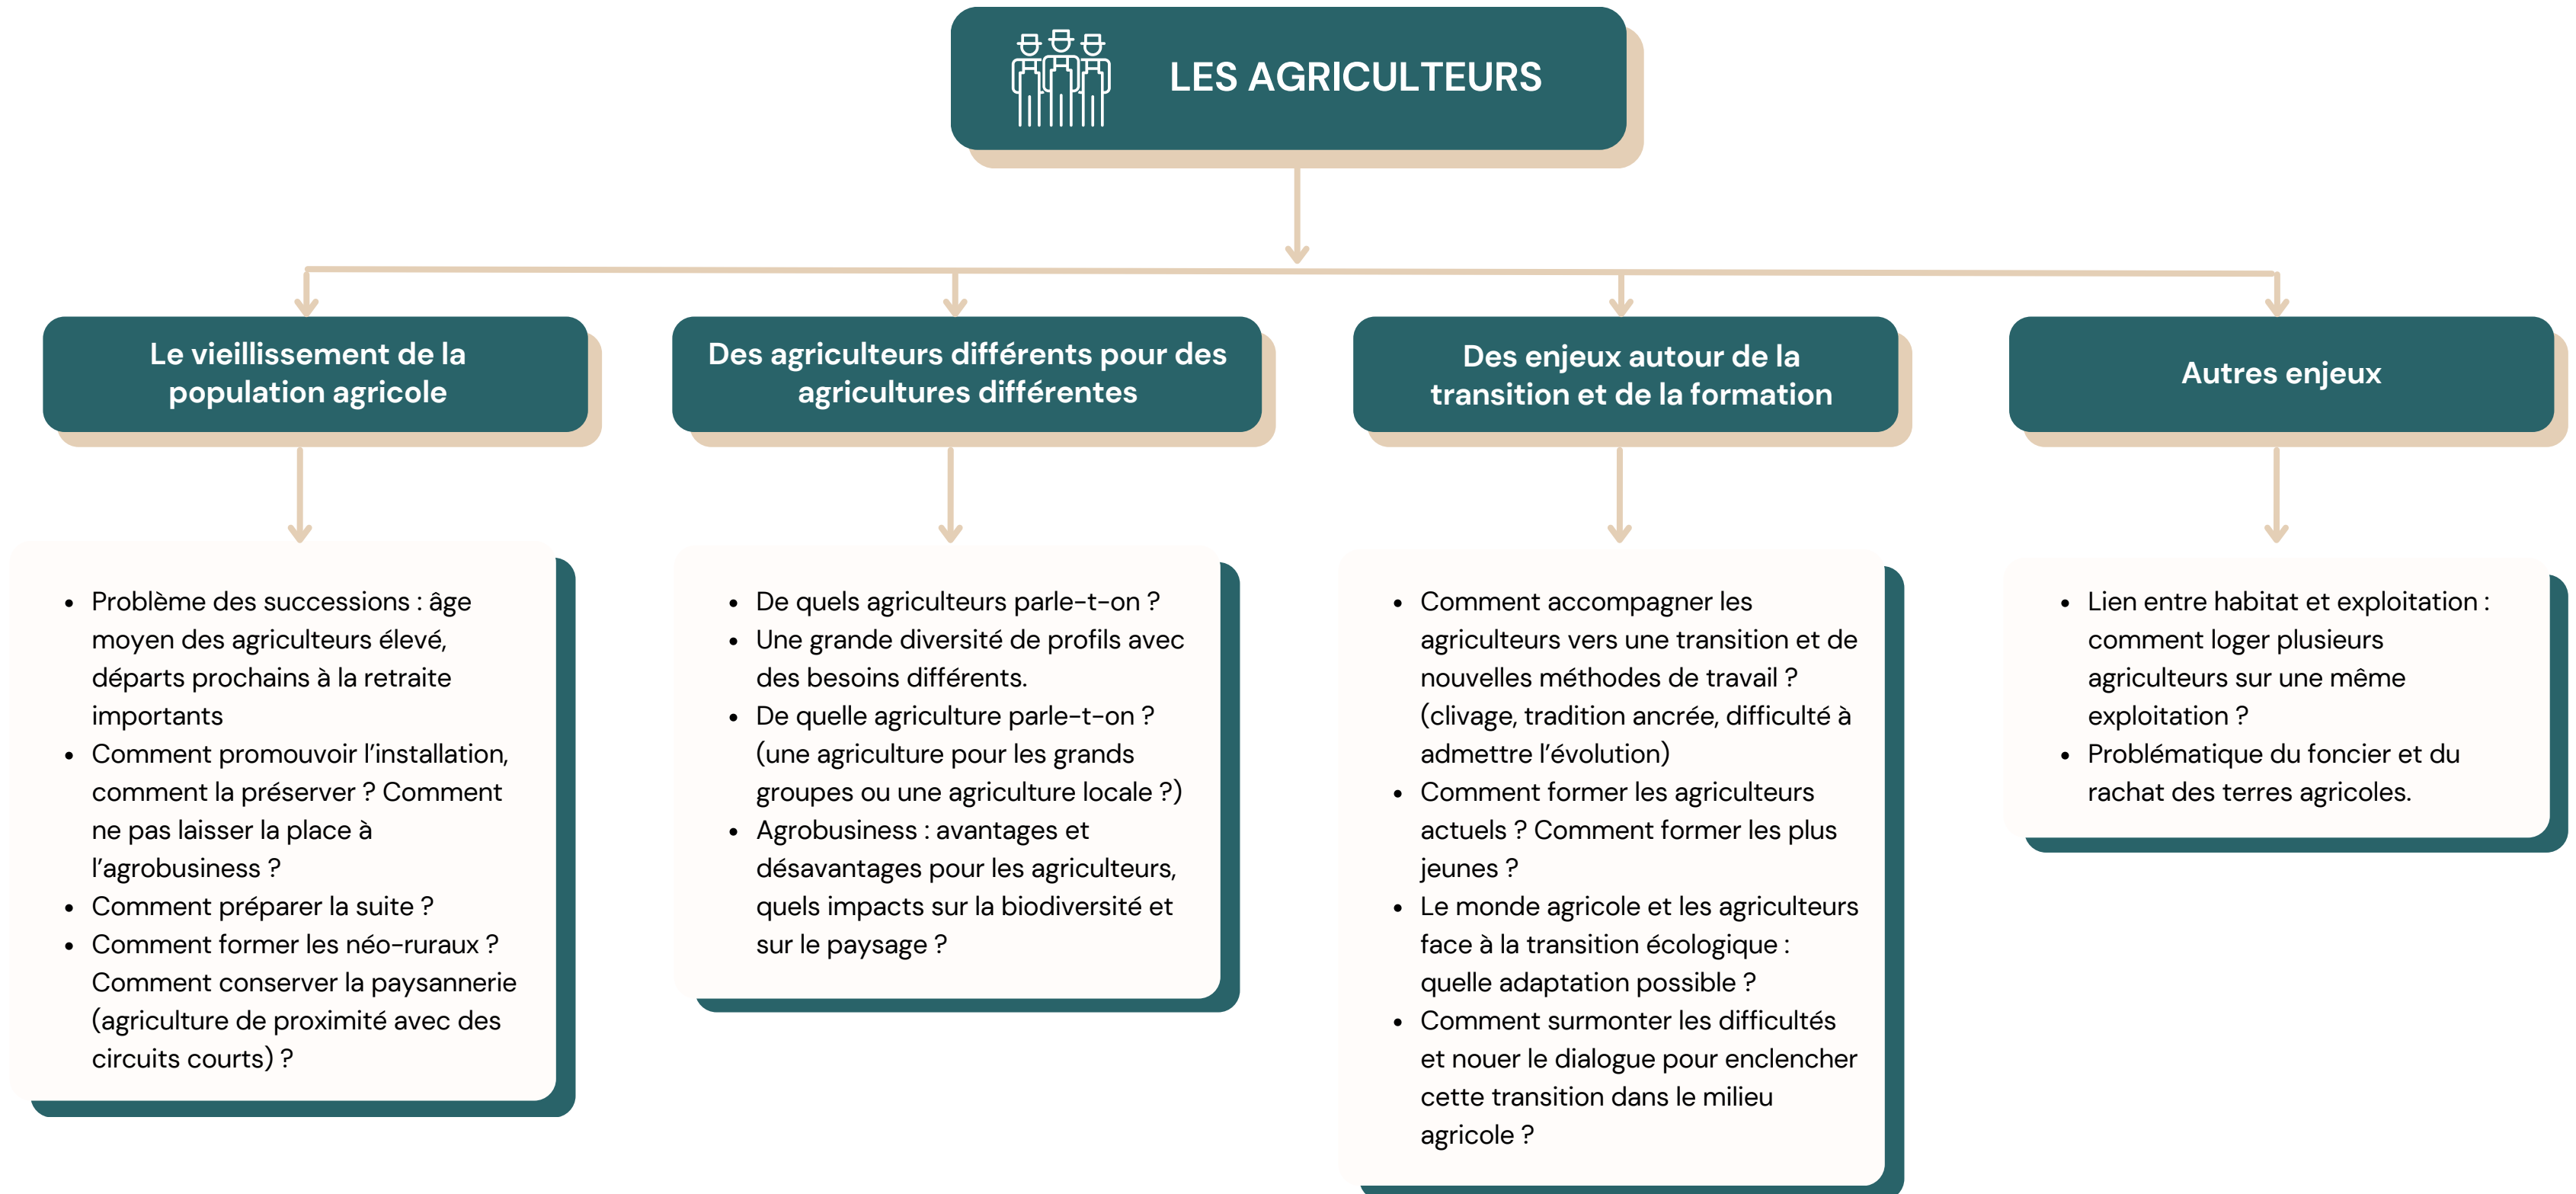 LES AGRICULTEURS
Le vieillissement de la
population agricole
• Problème des successions : âge
moyen des agriculteurs élevé,
départs prochains à la retraite
importants
• Comment promouvoir l’installation,
comment la préserver ? Comment
ne pas laisser la place à
l’agrobusiness ?
• Comment préparer la suite ?
• Comment former les néo-ruraux ?
Comment conserver la paysannerie
(agriculture de proximité avec des
circuits courts) ?
Des agriculteurs différents pour des
agricultures différentes
• De quels agriculteurs parle-t-on ?
• Une grande diversité de profils avec
des besoins différents.
• De quelle agriculture parle-t-on ?
(une agriculture pour les grands
groupes ou une agriculture locale ?)
• Agrobusiness : avantages et
désavantages pour les agriculteurs,
quels impacts sur la biodiversité et
sur le paysage ?
Des enjeux autour de la
transition et de la formation
• Comment accompagner les
agriculteurs vers une transition et de
nouvelles méthodes de travail ?
(clivage, tradition ancrée, difficulté à
admettre l’évolution)
• Comment former les agriculteurs
actuels ? Comment former les plus
jeunes ?
• Le monde agricole et les agriculteurs
face à la transition écologique :
quelle adaptation possible ?
• Comment surmonter les difficultés
et nouer le dialogue pour enclencher
cette transition dans le milieu
agricole ?
Autres enjeux
• Lien entre habitat et exploitation :
comment loger plusieurs
agriculteurs sur une même
exploitation ?
• Problématique du foncier et du
rachat des terres agricoles.